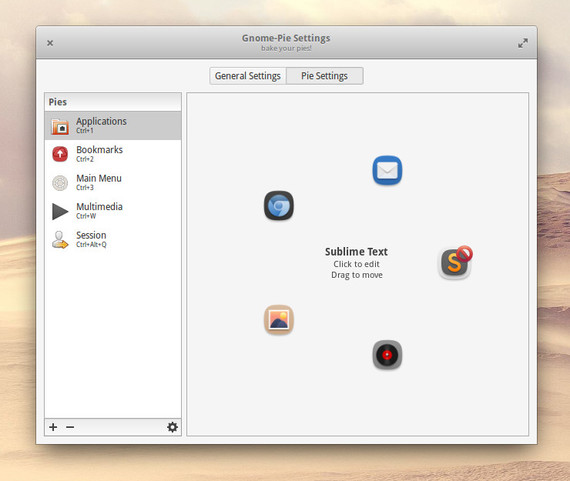 Gnome-Pie Settings
bake your pies!
General Settings
Pie Settings
Pies
Applications
Ctrl+1
Bookmarks
Ctrl+2
Main Menu
Ctrl+3
Multimedia
Ctrl+W
Session
Ctrl+Alt+Q
Sublime Text
Click to edit
Drag to move